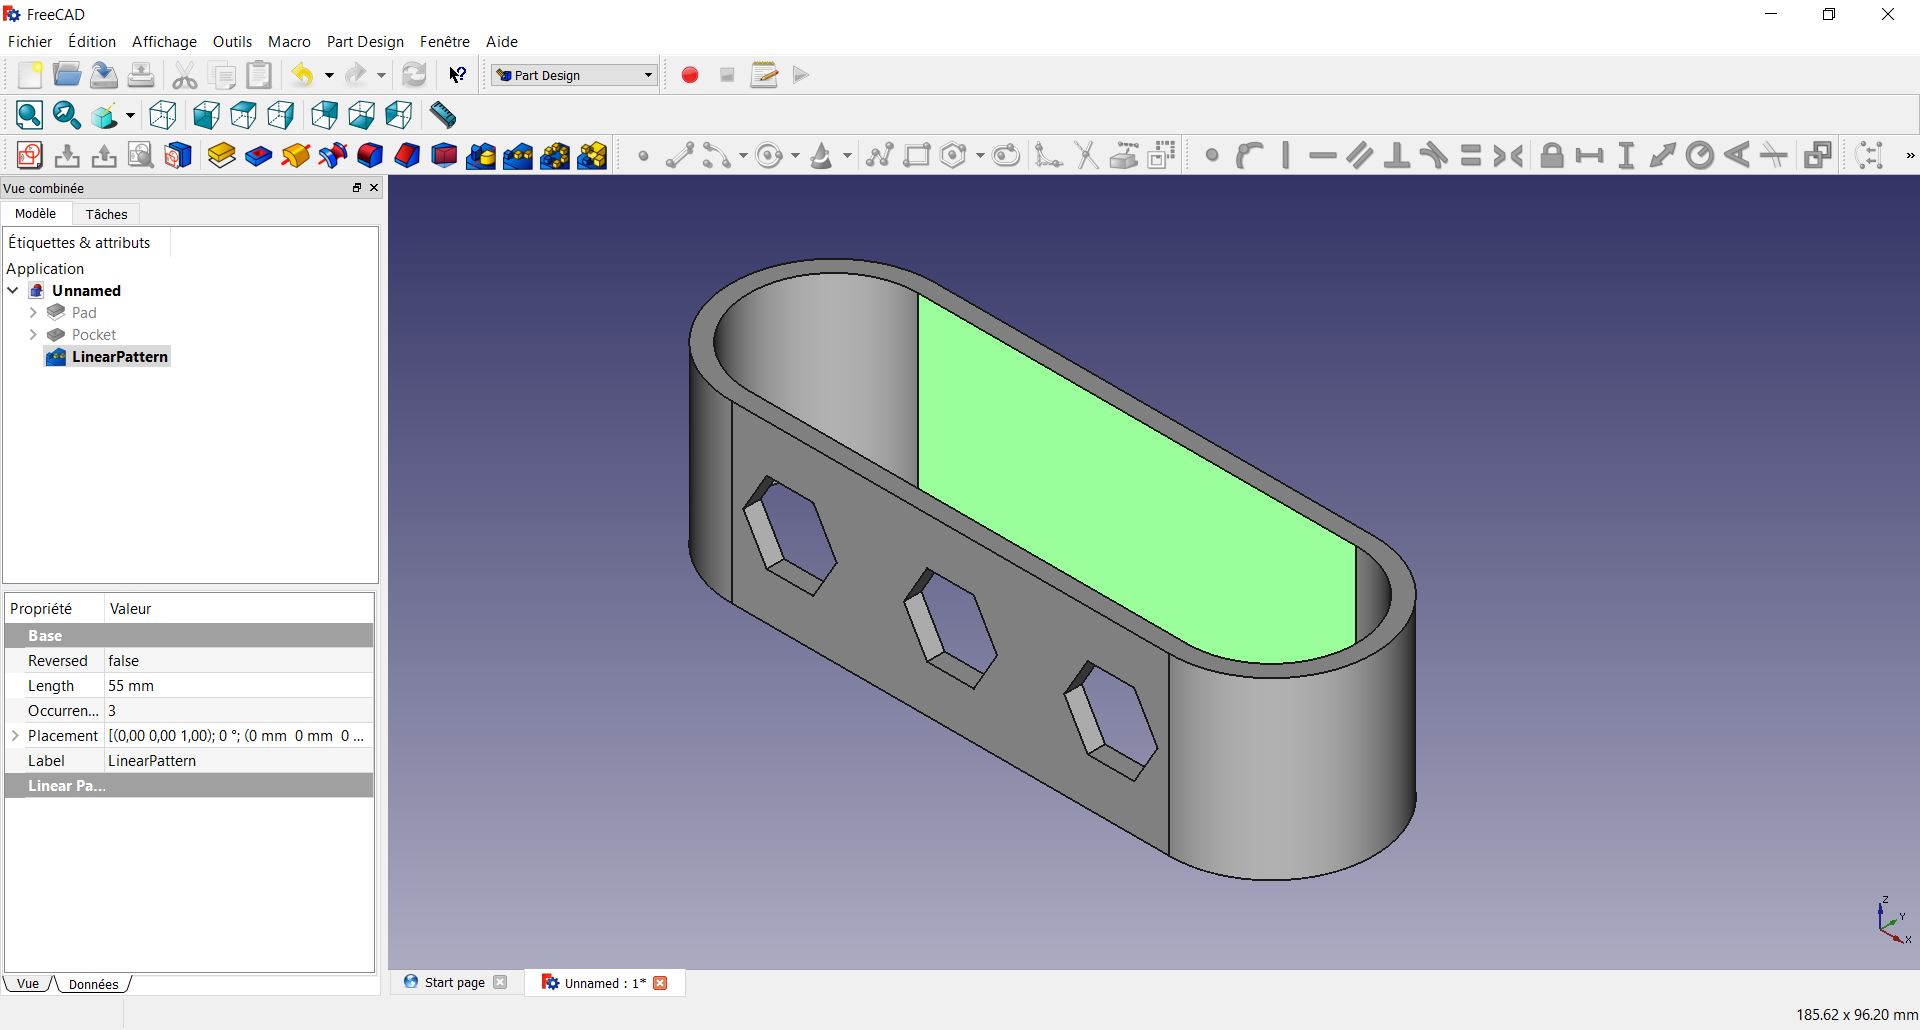 FreeCAD
Fichier Édition Affichage Outils Macro Part Design Fenêtre Aide
Part Design
»
Vue combinée
Modèle Tâches
Étiquettes & attributs
Application
Unnamed
Pad
Pocket
LinearPattern
Propriété Valeur
Base
Reversed false
Length 55 mm
Occurren... 3
Placement [(0,00 0,00 1,00); 0 °; (0 mm 0 mm 0 ...
Label LinearPattern
Linear Pa...
Z
Y
X
Vue Données
Start page Unnamed : 1*
185.62 x 96.20 mm